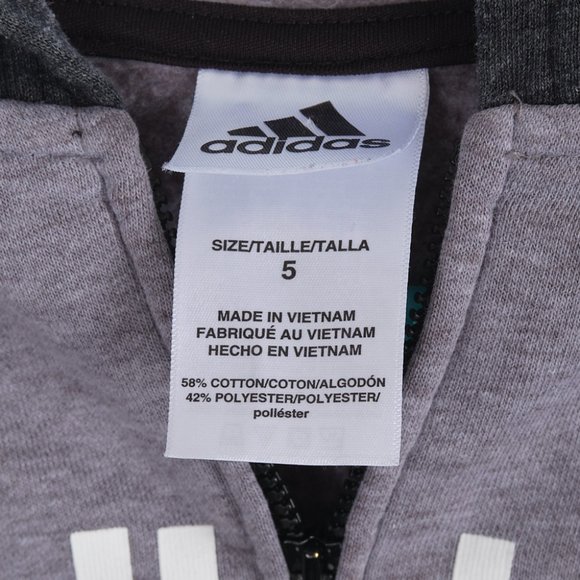 adidas
SIZE/TAILLE/TALLA
5
MADE IN VIETNAM
FABRIQUÉ AU VIETNAM
HECHO EN VIETNAM
58% COTTON/COTON/ALGODÓN
42% POLYESTER/POLYESTER/
poliéster